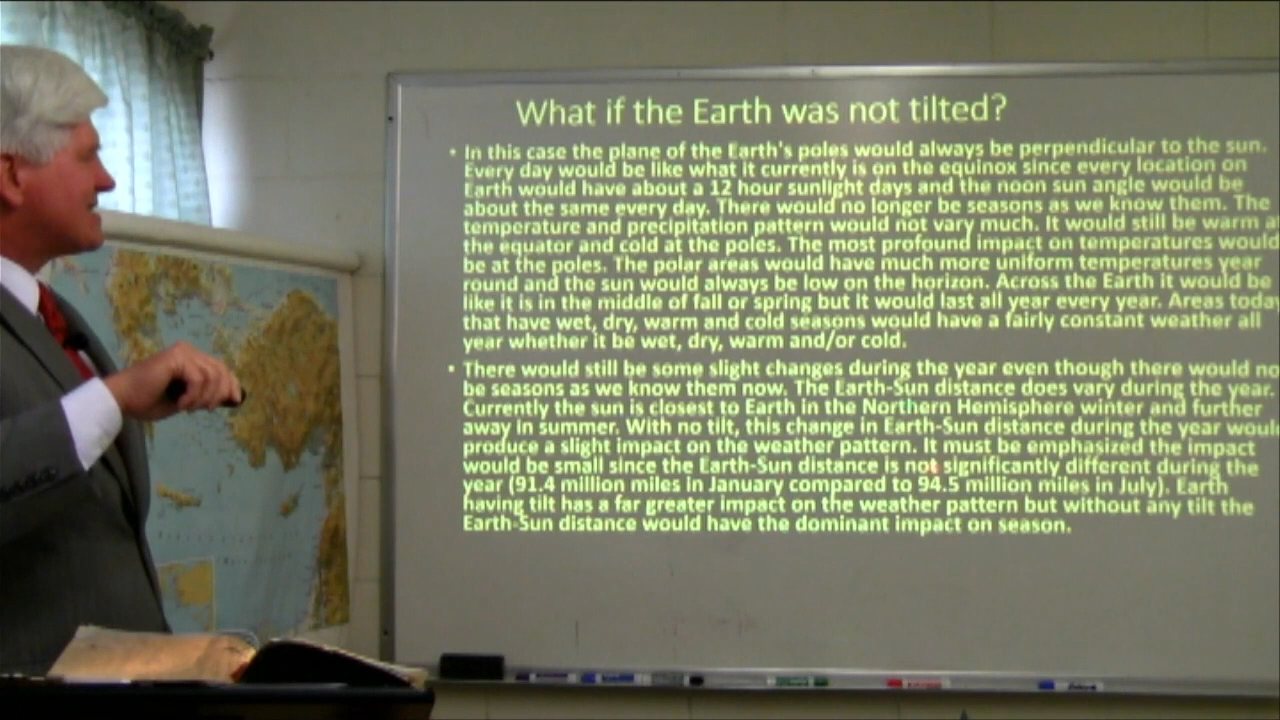 What if the Earth was not tilted?
• In this case the plane of the Earth's poles would always be perpendicular to the sun.
Every day would be like what it currently is on the equinox since every location on
Earth would have about a 12 hour sunlight days and the noon sun angle would be
about the same every day. There would no longer be seasons as we know them. The
temperature and precipitation pattern would not vary much. It would still be warm a
the equator and cold at the poles. The most profound impact on temperatures would
be at the poles. The polar areas would have much more uniform temperatures year
round and the sun would always be low on the horizon. Across the Earth it would be
like it is in the middle of fall or spring but it would last all year every year. Areas toda
that have wet, dry, warm and cold seasons would have a fairly constant weather all
year whether it be wet, dry, warm and/or cold.
• There would still be some slight changes during the year even though there would no
be seasons as we know them now. The Earth-Sun distance does vary during the year.
Currently the sun is closest to Earth in the Northern Hemisphere winter and further
away in summer. With no tilt, this change in Earth-Sun distance during the year woul
produce a slight impact on the weather pattern. It must be emphasized the impact
would be small since the Earth-Sun distance is not significantly different during the
year (91.4 million miles in January compared to 94.5 million miles in July). Earth
having tilt has a far greater impact on the weather pattern but without any tilt the
Earth-Sun distance would have the dominant impact on season.